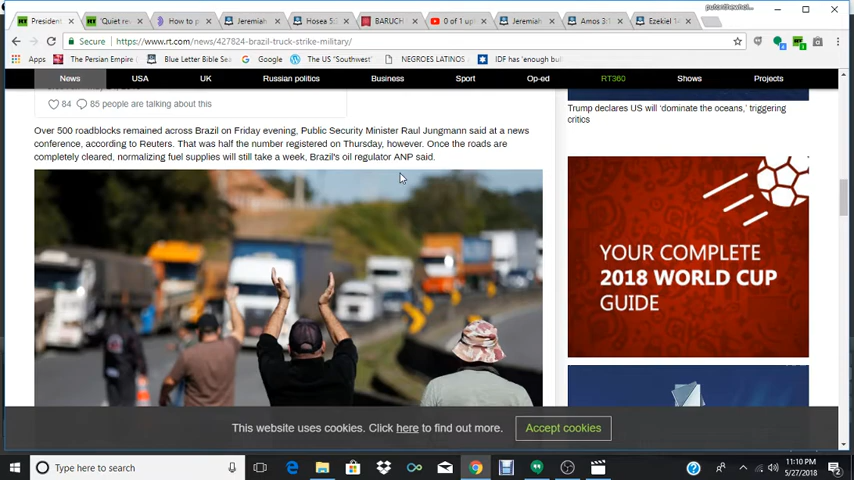 President
'Quiet re
How to p
Jeremiah
Hosea 5:
BARUCH
0 of 1 up
Jeremiah
Amos 3:1
Ezekiel 14
Secure
https://www.rt.com/news/427824-brazil-truck-strike-military/
Apps
The Persian Empire (
Blue Letter Bible Sea
Google
The US "Southwest"
NEGROES LATINOS
IDF has 'enough bul
News
USA
UK
Russian politics
Business
Sport
Op-ed
RT360
Shows
Projects
84
85 people are talking about this
Trump declares US will 'dominate the oceans,' triggering
critics
Over 500 roadblocks remained across Brazil on Friday evening, Public Security Minister Raul Jungmann said at a news
conference, according to Reuters. That was half the number registered on Thursday, however. Once the roads are
completely cleared, normalizing fuel supplies will still take a week, Brazil's oil regulator ANP said.
YOUR COMPLETE
2018 WORLD CUP
GUIDE
This website uses cookies. Click here to find out more.
Accept cookies
Type here to search
11:10 PM
5/27/2018